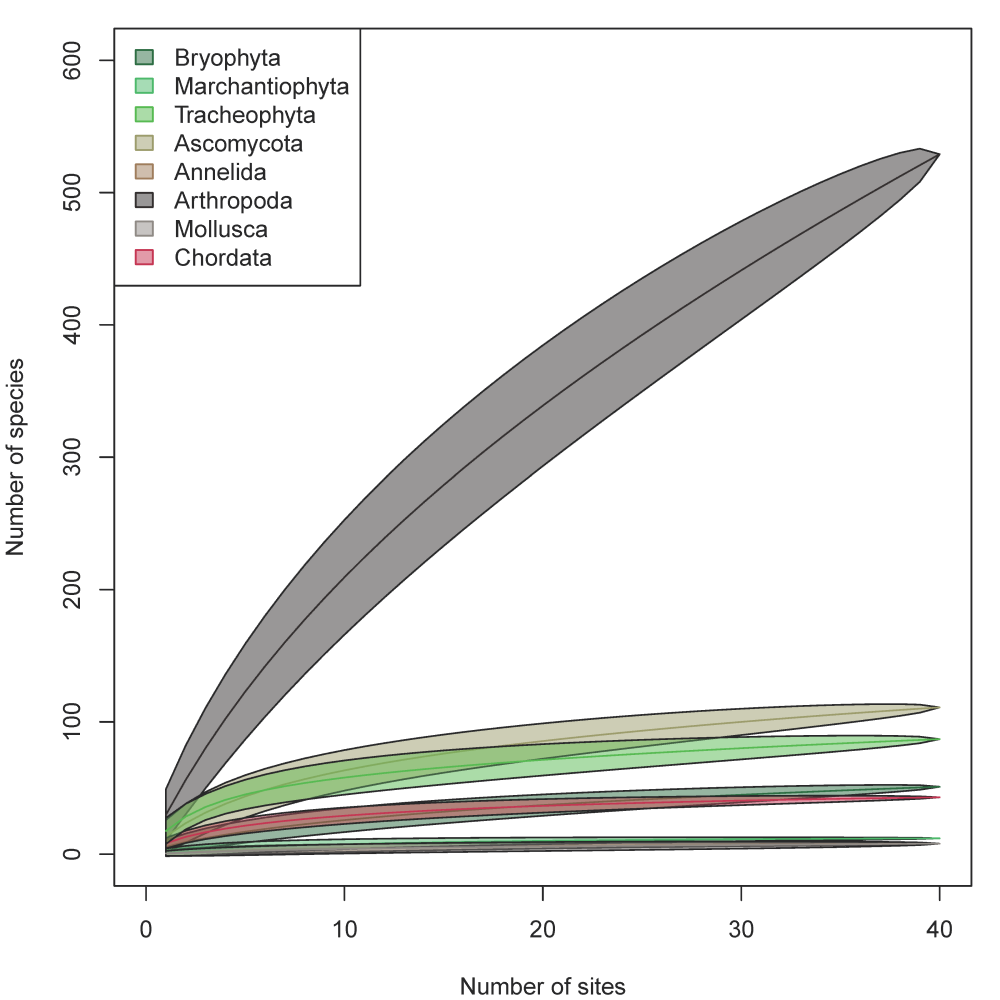 Bryophyta
Marchantiophyta
Tracheophyta
Ascomycota
Annelida
Arthropoda
Mollusca
Chordata
Number of species
600
500
400
300
200
100
0
0 10 20 30 40
Number of sites